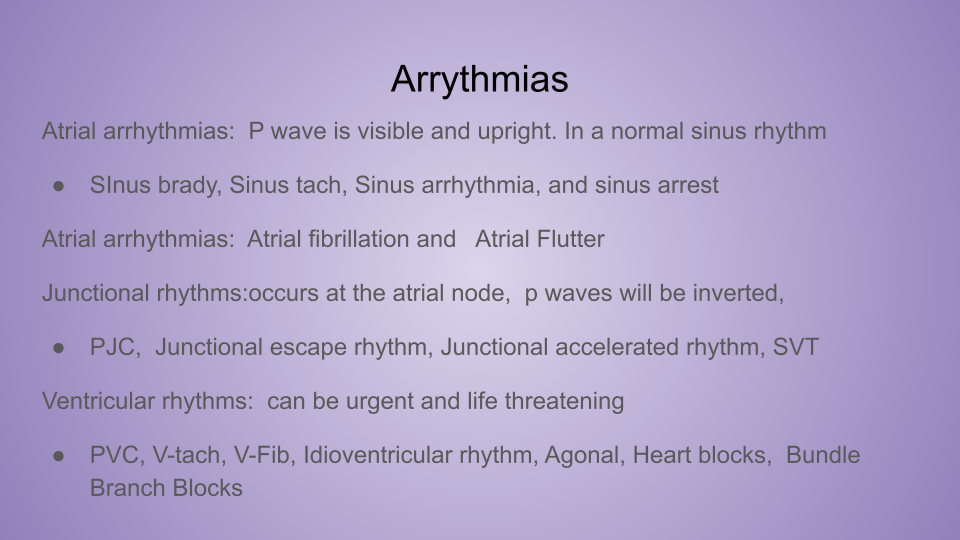 Arrythmias
Atrial arrhythmias:  P wave is visible and upright. In a normal sinus rhythm
● SInus brady, Sinus tach, Sinus arrhythmia, and sinus arrest
Atrial arrhythmias:  Atrial fibrillation and   Atrial Flutter
Junctional rhythms:occurs at the atrial node,  p waves will be inverted,
● PJC,  Junctional escape rhythm, Junctional accelerated rhythm, SVT
Ventricular rhythms:  can be urgent and life threatening
● PVC, V-tach, V-Fib, Idioventricular rhythm, Agonal, Heart blocks,  Bundle
Branch Blocks